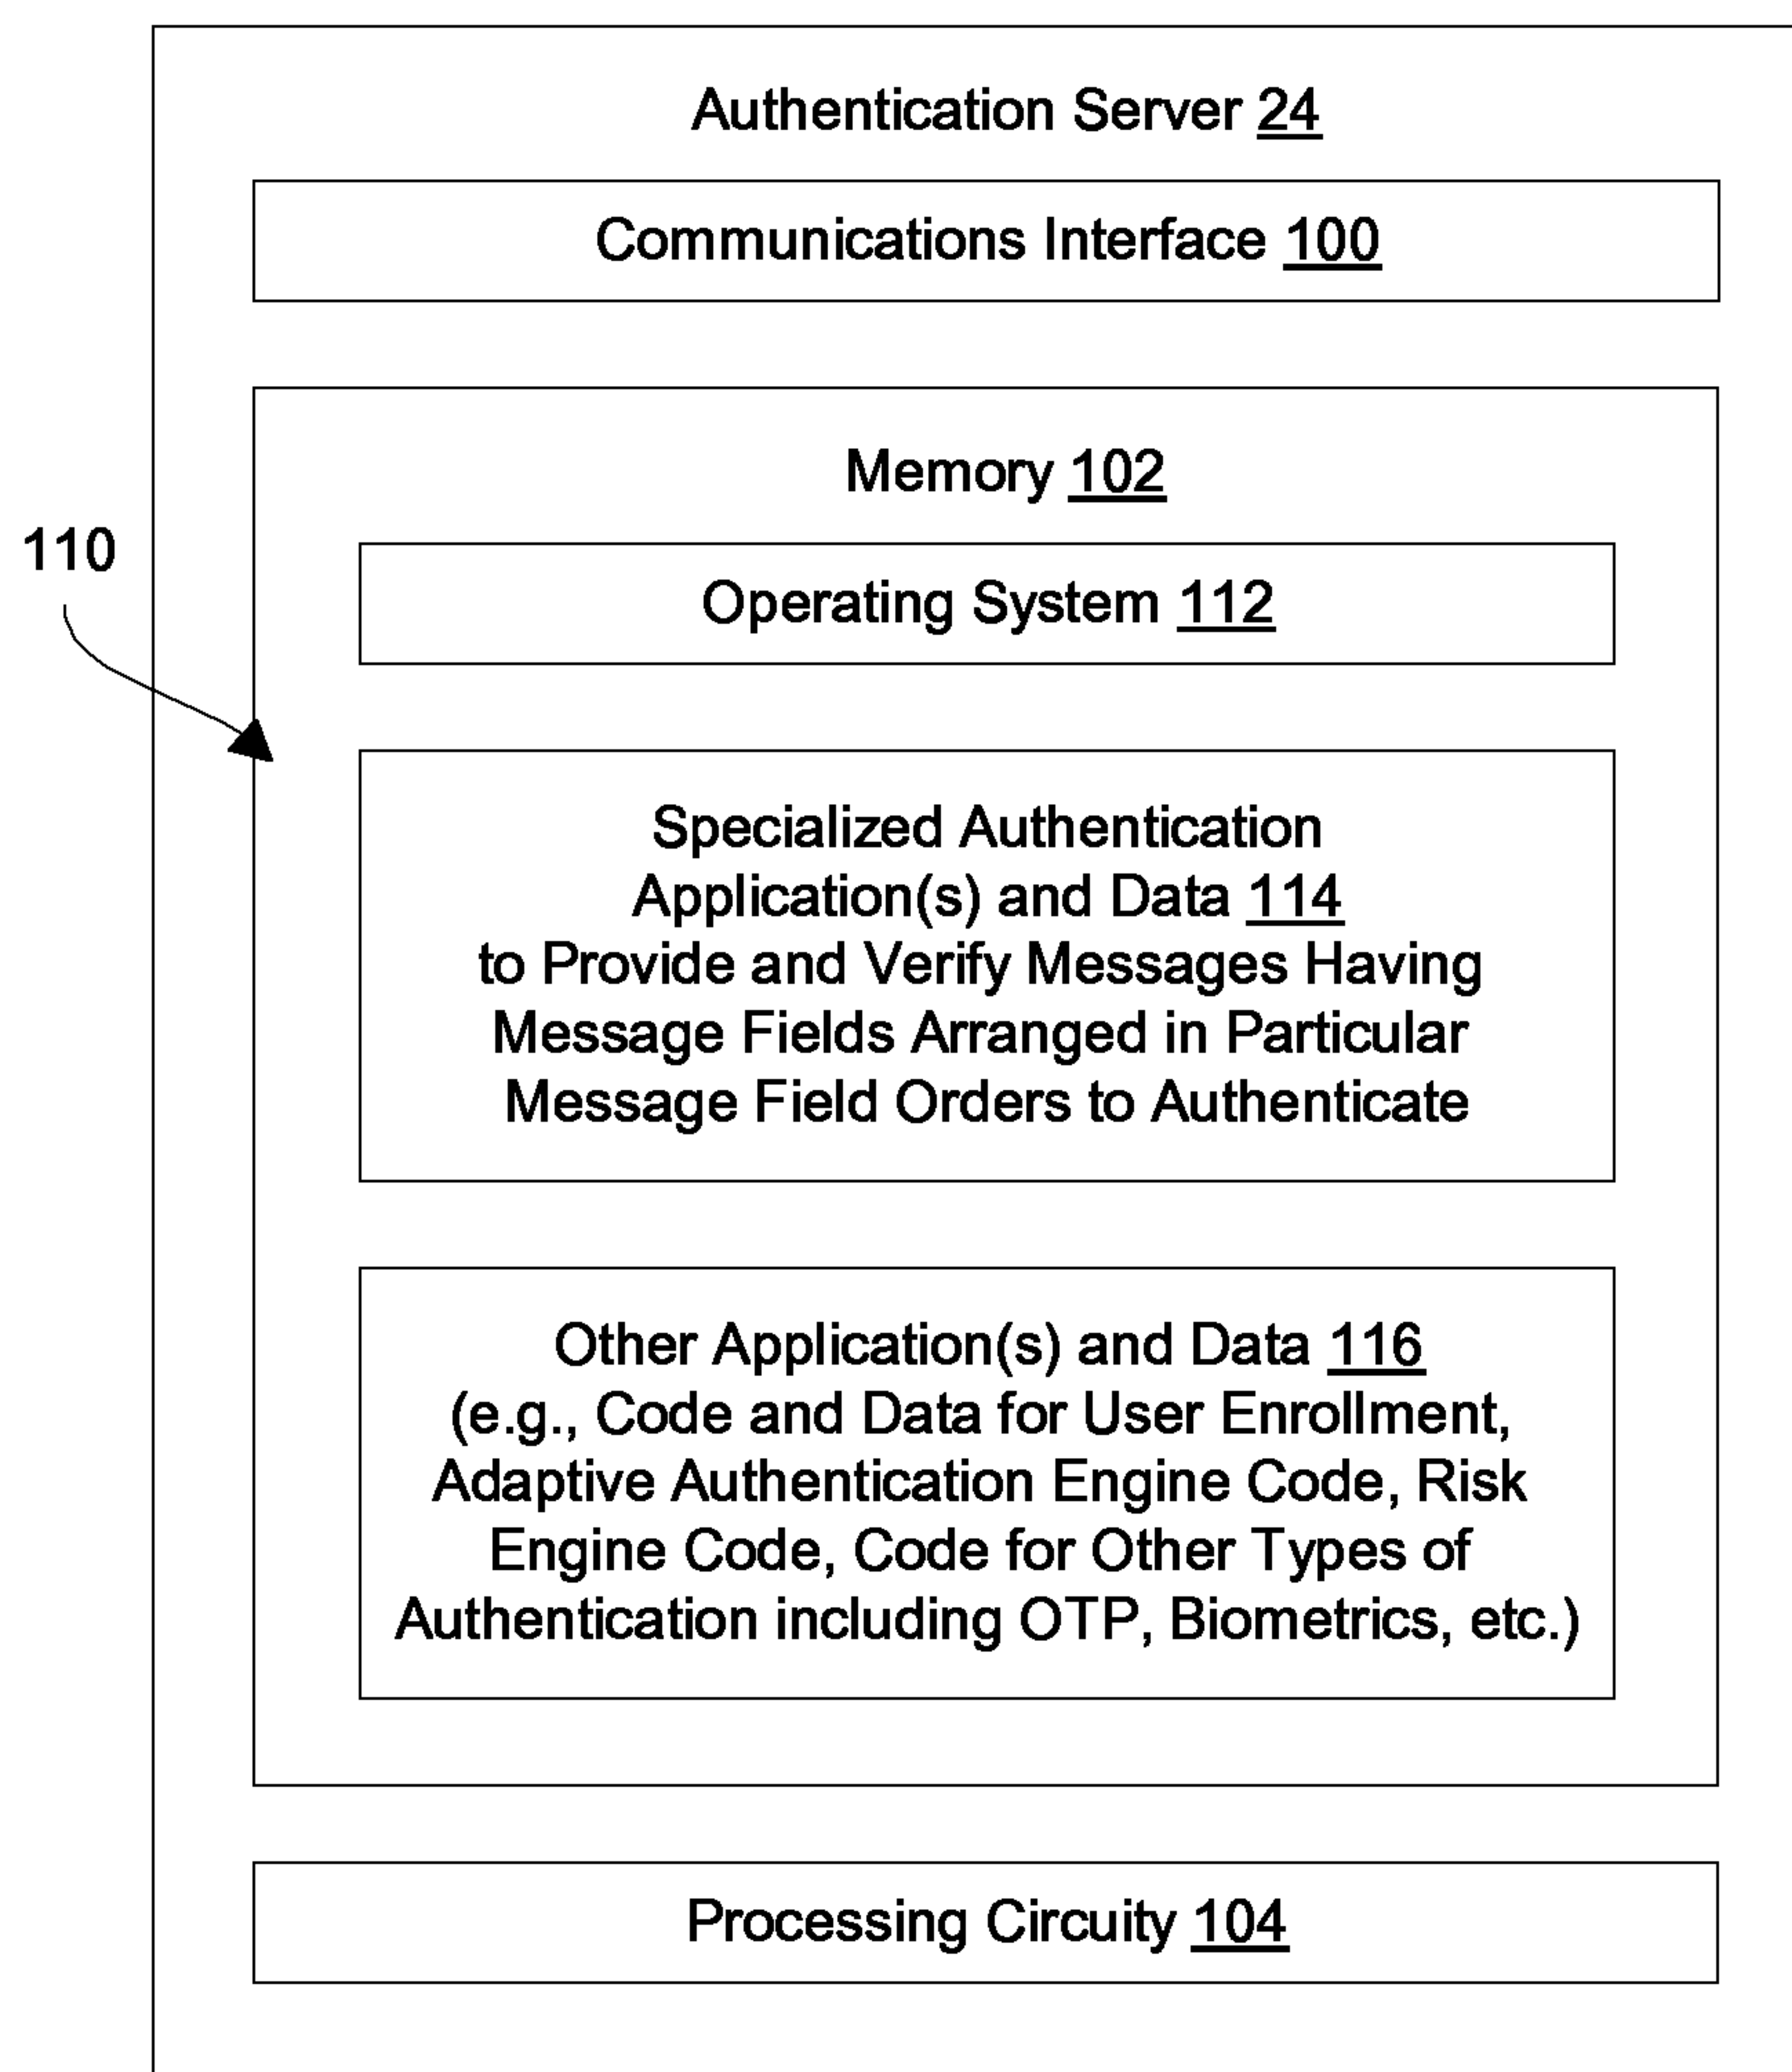 Authentication Server 24
Communications Interface 100
Memory 102
110
Operating System 112
Specialized Authentication
Application(s) and Data 114
to Provide and Verify Messages Having
Message Fields Arranged in Particular
Message Field Orders to Authenticate
Other Application(s) and Data 116
(e.g., Code and Data for User Enrollment,
Adaptive Authentication Engine Code, Risk
Engine Code, Code for Other Types of
Authentication including OTP, Biometrics, etc.)
Processing Circuity 104